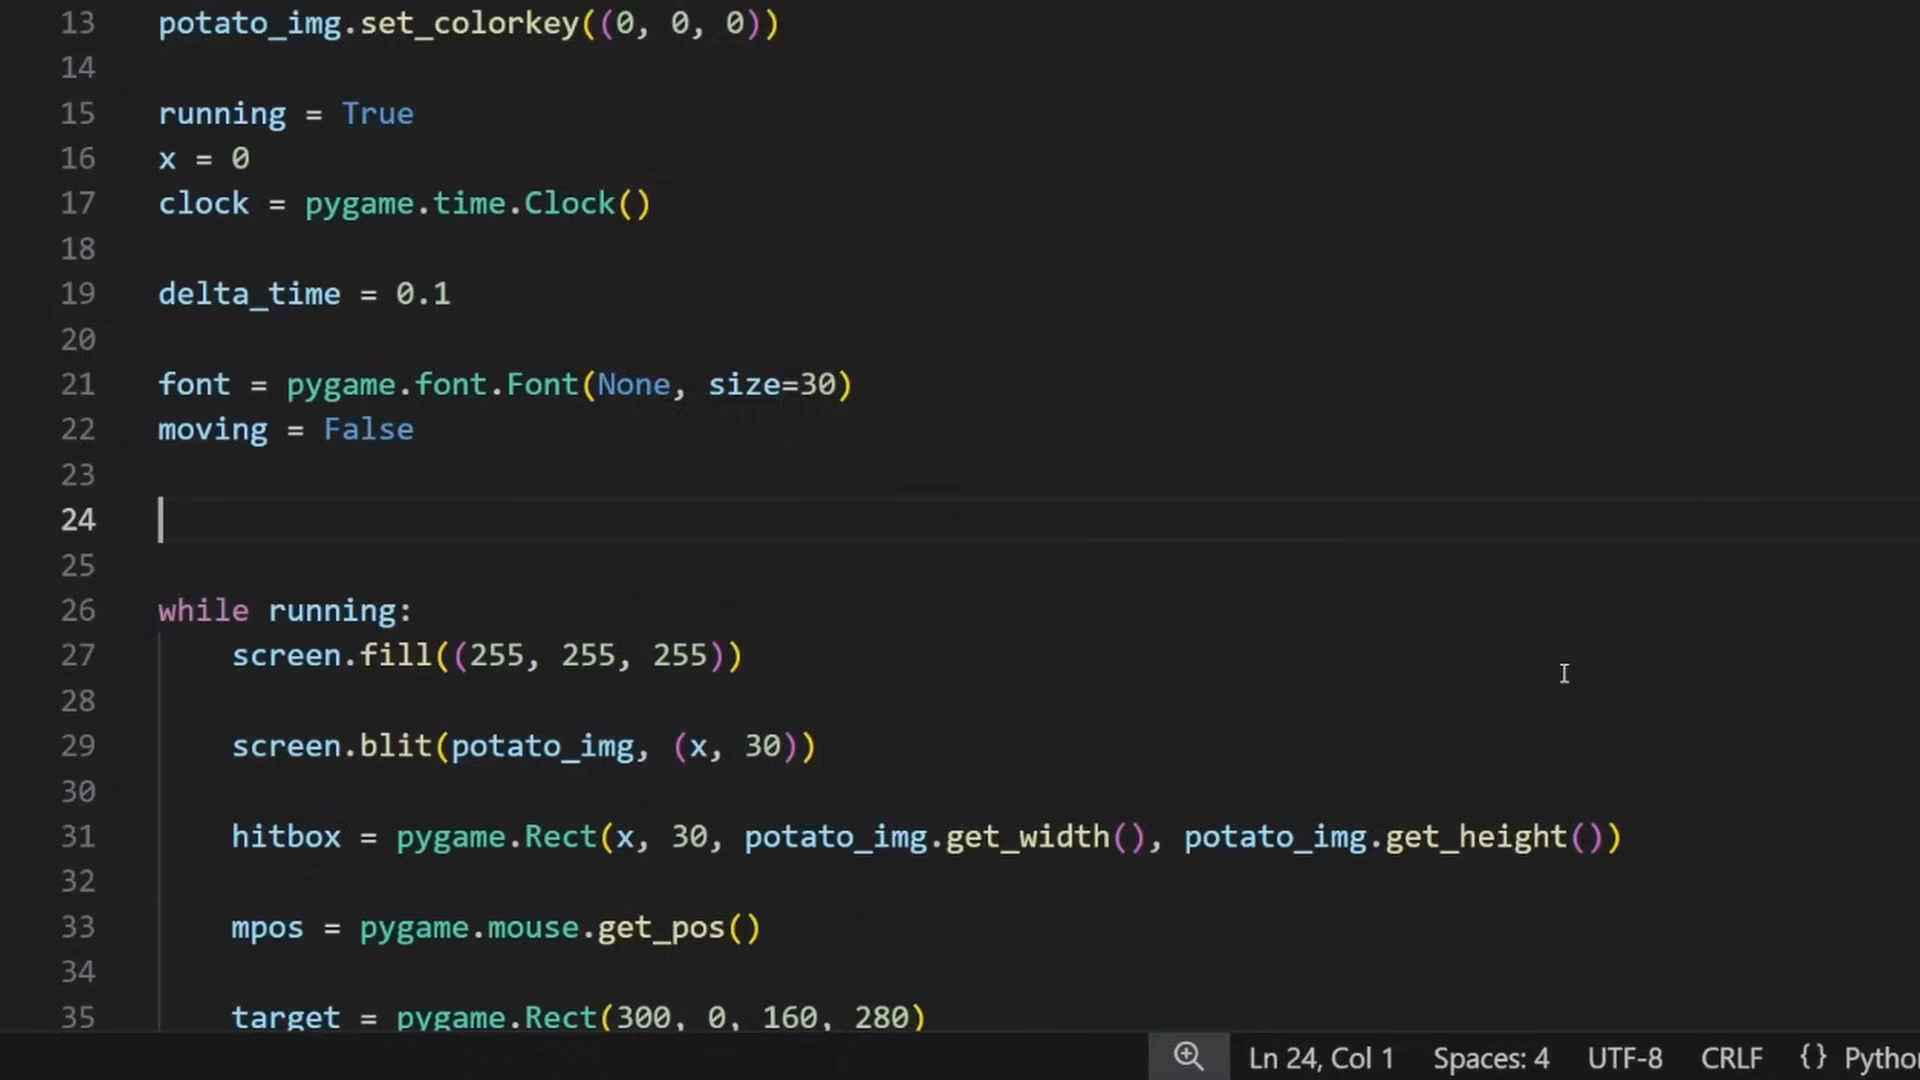 13 potato_img.set_colorkey((0, 0, 0))
14
15 running = True
16 x = 0
17 clock = pygame.time.Clock()
18
19 delta_time = 0.1
20
21 font = pygame.font.Font(None, size=30)
22 moving = False
23
24
25
26 while running:
27     screen.fill((255, 255, 255))
28
29     screen.blit(potato_img, (x, 30))
30
31     hitbox = pygame.Rect(x, 30, potato_img.get_width(), potato_img.get_height())
32
33     mpos = pygame.mouse.get_pos()
34
35     target = pygame.Rect(300, 0, 160, 280)
Ln 24, Col 1 Spaces: 4 UTF-8 CRLF {} Pytho